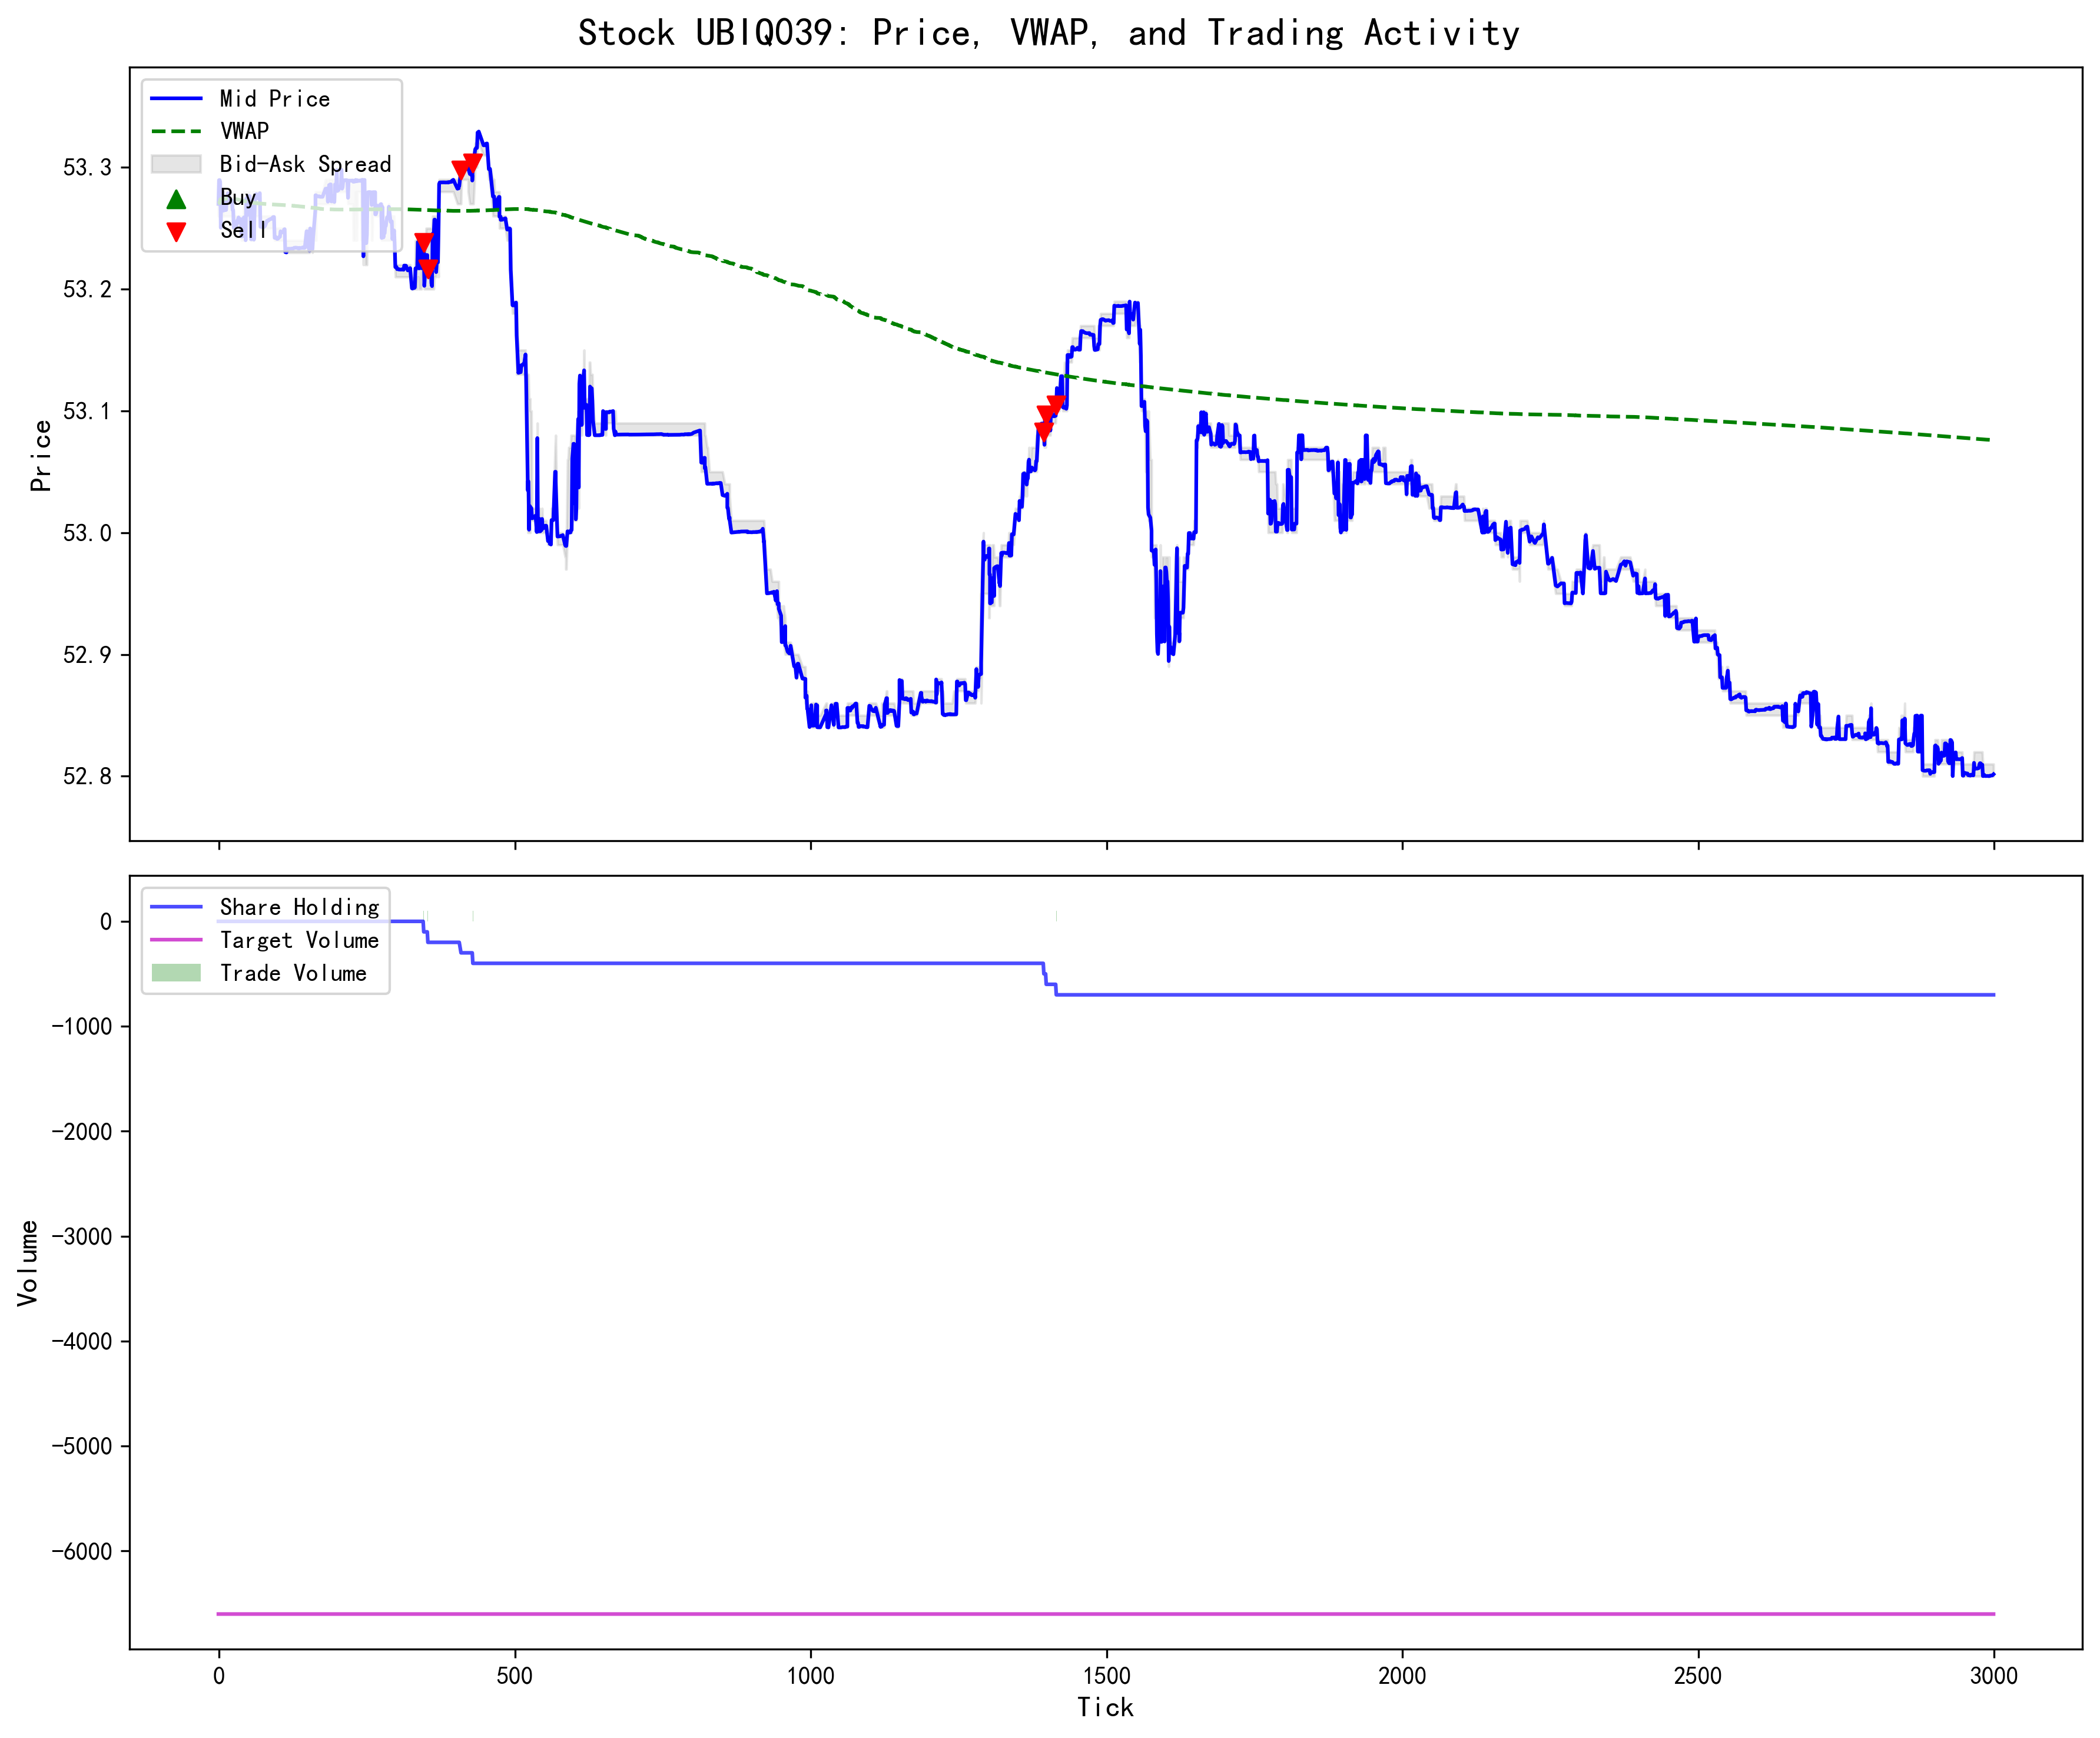 Stock UBIQ039: Price, VWAP, and Trading Activity
Mid Price
VWAP
Bid-Ask Spread
Buy
Sell
53.3
53.2
53.1
53.0
52.9
52.8
Price
Share Holding
Target Volume
Trade Volume
0
-1000
-2000
-3000
-4000
-5000
-6000
Volume
0
500
1000
1500
2000
2500
3000
Tick